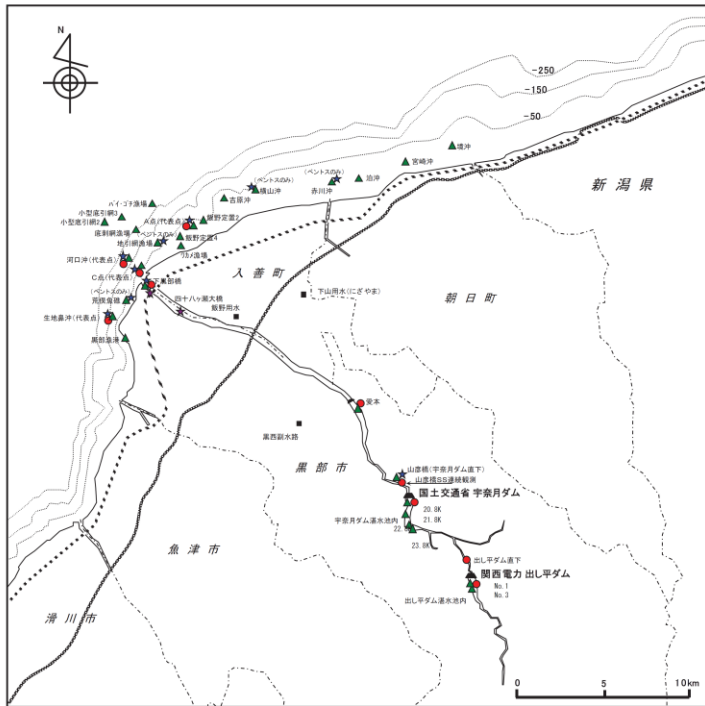 N
-250
-150
-50
境沖
宮崎沖
新潟県
(ベントスのみ)
泊沖
赤川沖
(ベントスのみ)
横山沖
吉原沖
バイ・ゴチ漁場
小型底引網3
小型底引網2
A点(代表点)
飯野定置2
底刺網漁場
(ベントスのみ)
地引網漁場
飯野定置4
ワカメ漁場
河口沖(代表点)
C点(代表点)
下黒部橋
(ベントスのみ)
荒俣魚礁
生地鼻沖(代表点)
黒部漁港
四十八ヶ瀬大橋
飯野用水
入善町
下山用水(にざやま)
朝日町
愛本
黒西副水路
黒部市
山彦橋(宇奈月ダム直下)
山彦橋SS連続観測
国土交通省 宇奈月ダム
20.8K
21.8K
宇奈月ダム湛水池内
23.0K
魚津市
出し平ダム直下
関西電力 出し平ダム
No.1
No.3
出し平ダム湛水池内
滑川市
0 5 10km